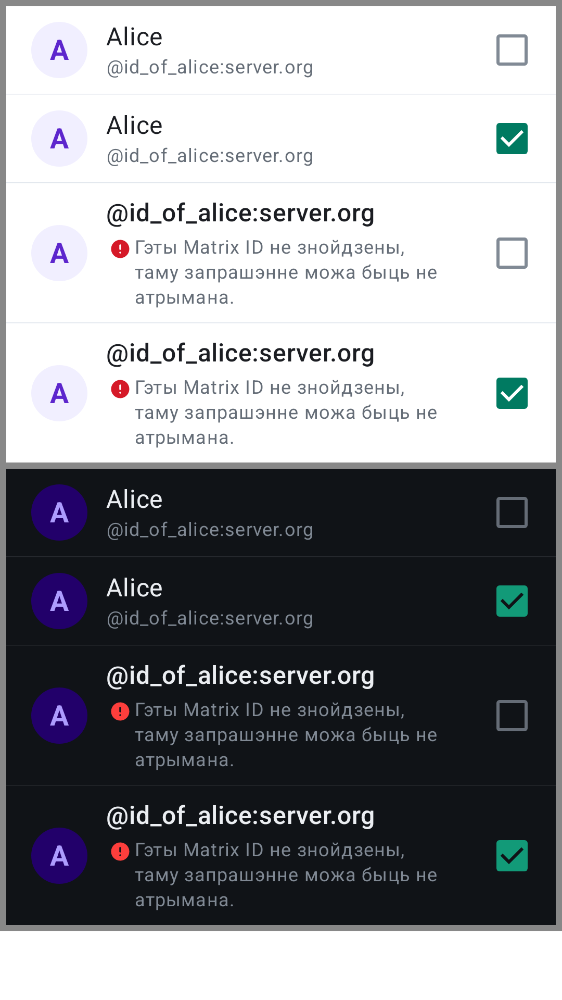 A
Alice
@id_of_alice:server.org
A
Alice
@id_of_alice:server.org
A
@id_of_alice:server.org
Гэты Matrix ID не знойдзены,
таму запрашэнне можа быць не
атрымана.
A
@id_of_alice:server.org
Гэты Matrix ID не знойдзены,
таму запрашэнне можа быць не
атрымана.
A
Alice
@id_of_alice:server.org
A
Alice
@id_of_alice:server.org
A
@id_of_alice:server.org
Гэты Matrix ID не знойдзены,
таму запрашэнне можа быць не
атрымана.
A
@id_of_alice:server.org
Гэты Matrix ID не знойдзены,
таму запрашэнне можа быць не
атрымана.